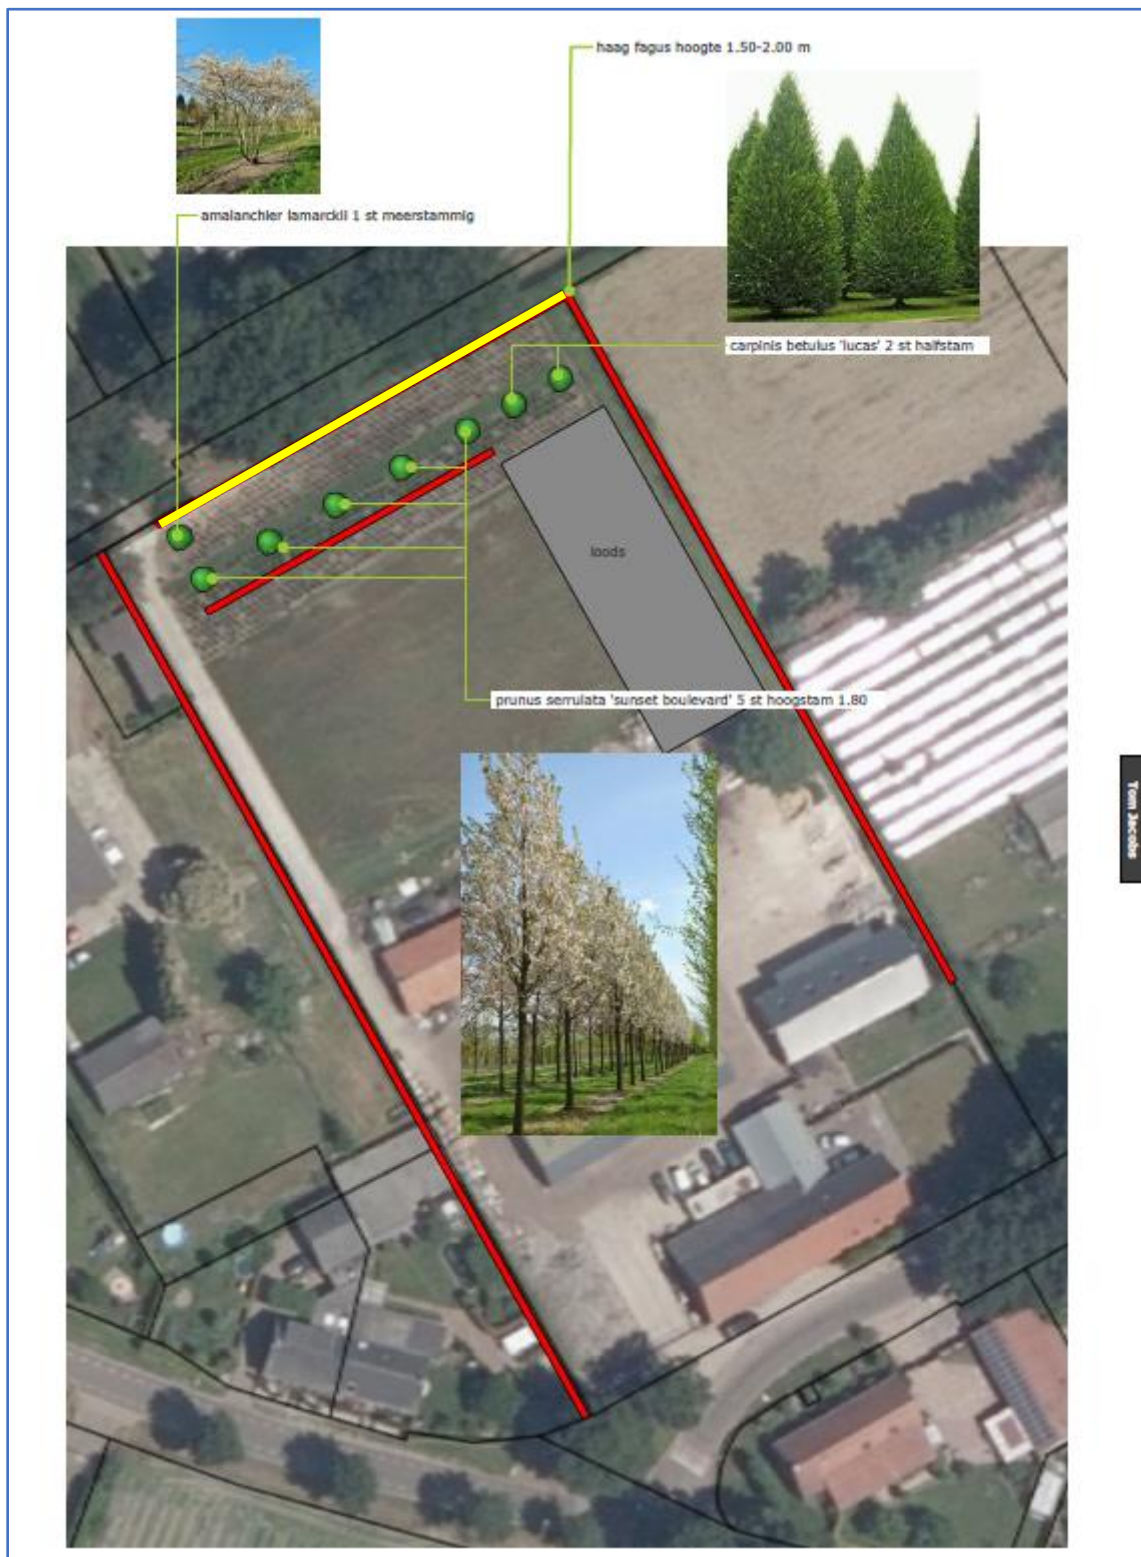 haag fagus hoogte 1.50-2.00 m
amalanchier lamarckii 1 st meerstammig
carpinis betulus 'lucas' 2 st halfstam
loods
prunus serrulata 'sunset boulevard' 5 st hoogstam 1.80
Tom Jacobs